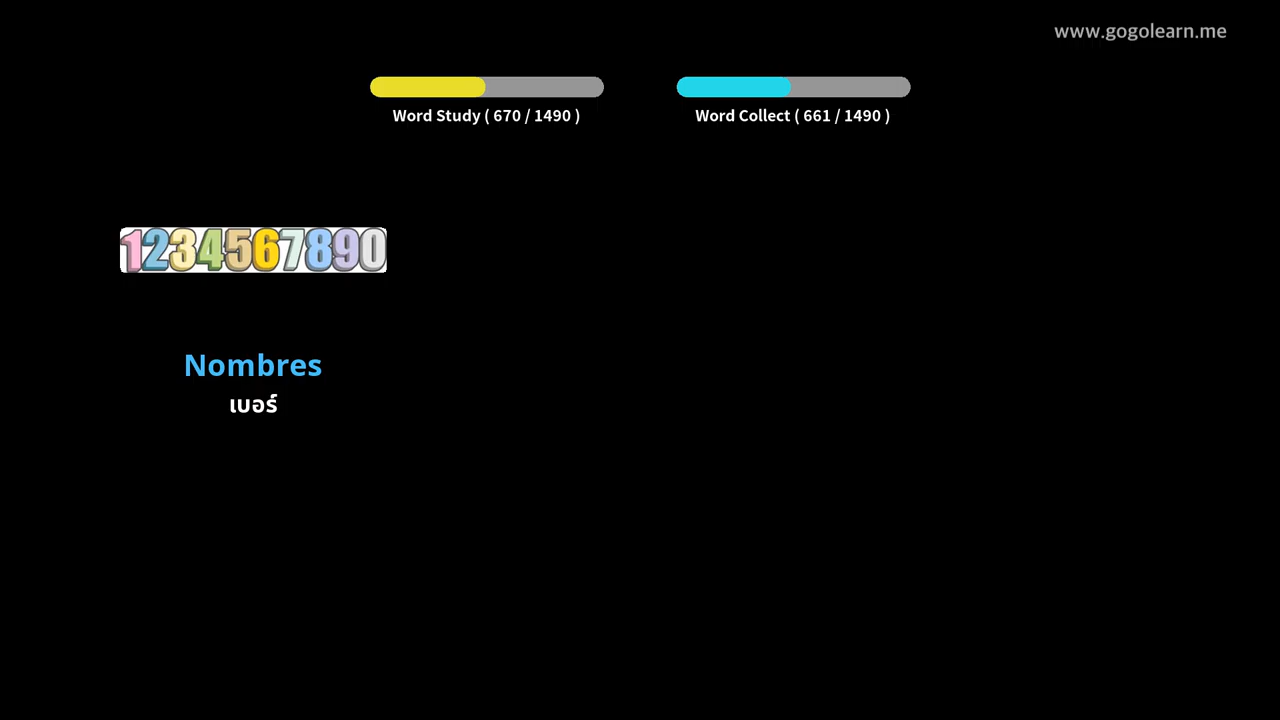 www.gogolearn.me
Word Study ( 670 / 1490 )
Word Collect ( 661 / 1490 )
1234567890
Nombres
เบอร์